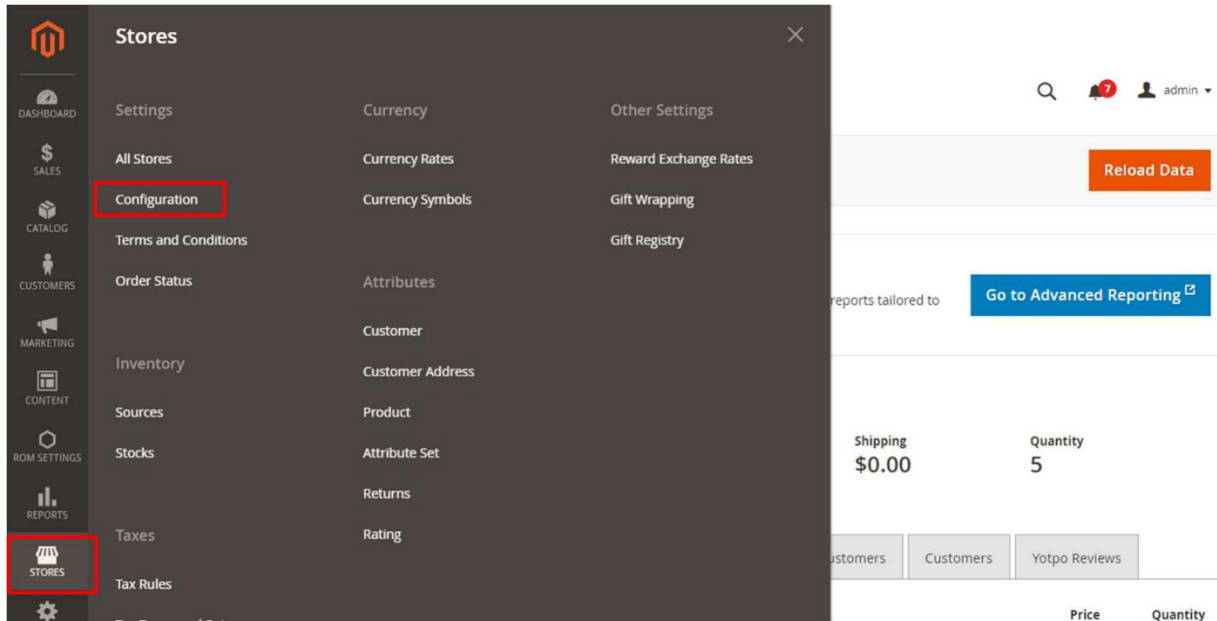 DASHBOARD
SALES
CATALOG
CUSTOMERS
MARKETING
CONTENT
ROM SETTINGS
REPORTS
STORES
Stores
Settings
All Stores
Configuration
Terms and Conditions
Order Status
Inventory
Sources
Stocks
Taxes
Tax Rules
Currency
Currency Rates
Currency Symbols
Attributes
Customer
Customer Address
Product
Attribute Set
Returns
Rating
Other Settings
Reward Exchange Rates
Gift Wrapping
Gift Registry
7
admin
Reload Data
reports tailored to
Go to Advanced Reporting
Shipping Quantity
$0.00 5
ustomers Customers Yotpo Reviews
Price Quantity